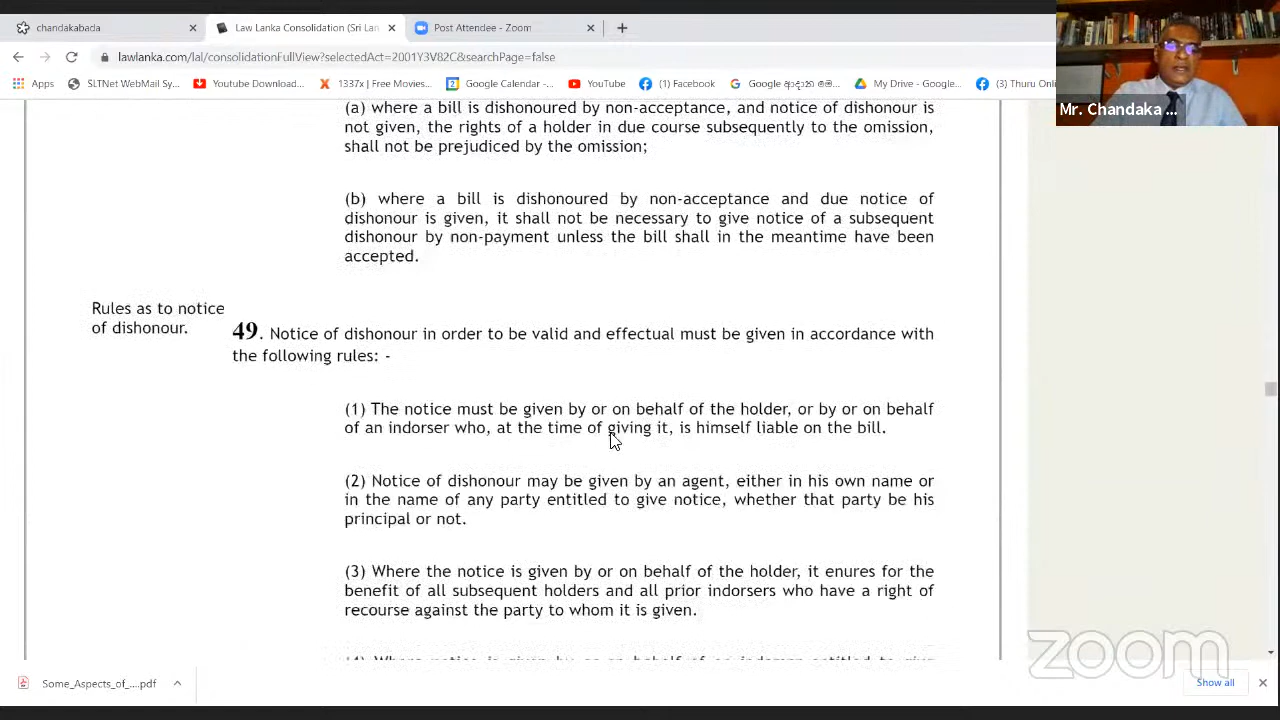 chandakabada
Law Lanka Consolidation (Sri Lan
Post Attendee - Zoom
lawlanka.com/lal/consolidationFullView?selectedAct=2001Y3V82C&searchPage=false
Apps
SLTNet WebMail Sy...
Youtube Downloand...
1337x | Free Movies...
Google Calendar -...
YouTube
(1) Facebook
Google
My Drive - Google...
(3) Thuru Onli
Mr. Chandaka ...
(a) where a bill is dishonoured by non-acceptance, and notice of dishonour is
not given, the rights of a holder in due course subsequently to the omission,
shall not be prejudiced by the omission;
(b) where a bill is dishonoured by non-acceptance and due notice of
dishonour is given, it shall not be necessary to give notice of a subsequent
dishonour by non-payment unless the bill shall in the meantime have been
accepted.
Rules as to notice
of dishonour.
49. Notice of dishonour in order to be valid and effectual must be given in accordance with
the following rules: -
(1) The notice must be given by or on behalf of the holder, or by or on behalf
of an indorser who, at the time of giving it, is himself liable on the bill.
(2) Notice of dishonour may be given by an agent, either in his own name or
in the name of any party entitled to give notice, whether that party be his
principal or not.
(3) Where the notice is given by or on behalf of the holder, it enures for the
benefit of all subsequent holders and all prior indorsers who have a right of
recourse against the party to whom it is given.
zoom
Some_Aspects_of_....pdf
Show all